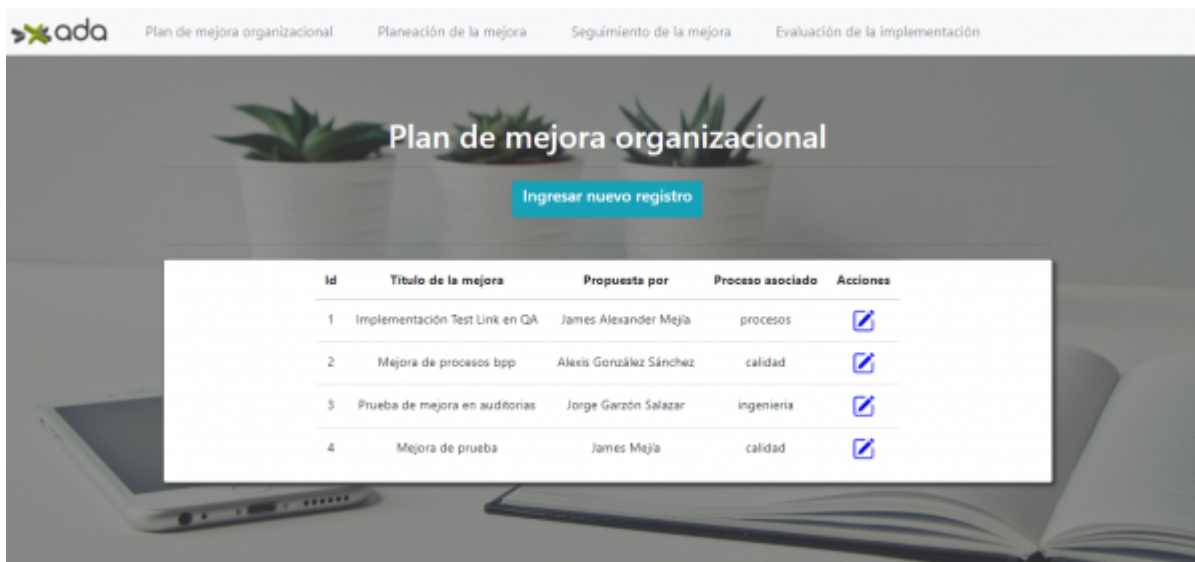 ada Plan de mejora organizacional Planeación de la mejora Seguimiento de la mejora Evaluación de la implementación
Plan de mejora organizacional
Ingresar nuevo registro
Id Título de la mejora Propuesta por Proceso asociado Acciones
1 Implementación Test Link en QA James Alexander Mejía procesos
2 Mejora de procesos bpp Alexis González Sánchez calidad
3 Prueba de mejora en auditorias Jorge Garzón Salazar ingenieria
4 Mejora de prueba James Mejía calidad